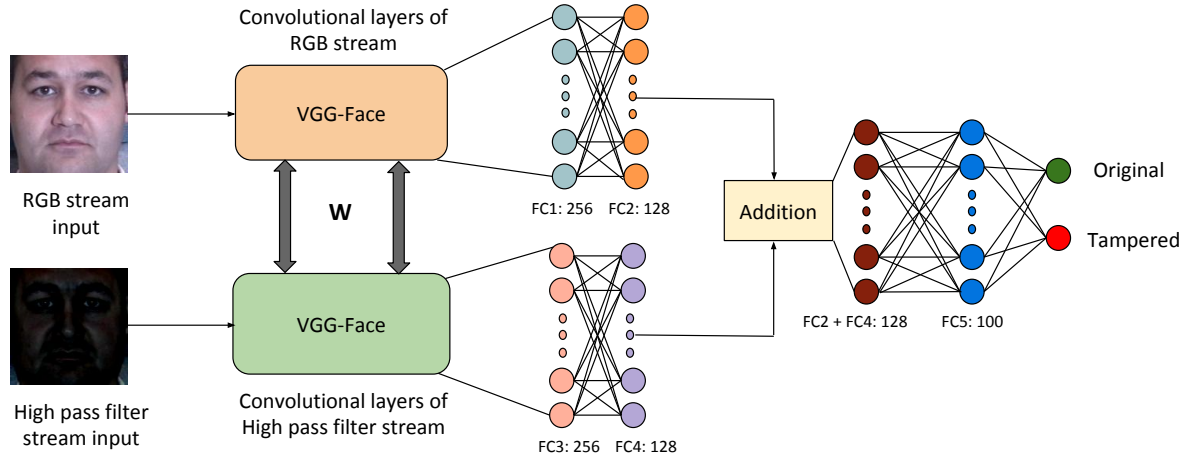 Convolutional layers of
RGB stream
VGG-Face
RGB stream
input
FC1: 256
FC2: 128
W
Addition
Original
Tampered
VGG-Face
FC2 + FC4: 128
FC5: 100
High pass filter
stream input
Convolutional layers of
High pass filter stream
FC3: 256
FC4: 128